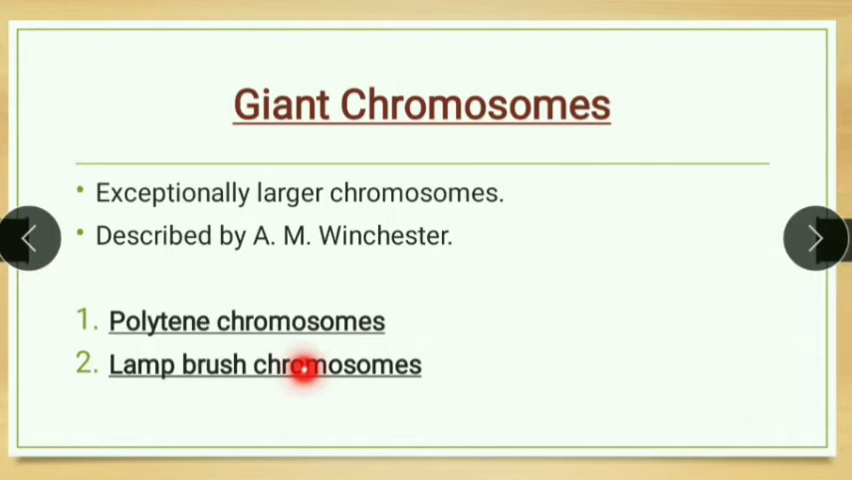 Giant Chromosomes
• Exceptionally larger chromosomes.
• Described by A. M. Winchester.
1. Polytene chromosomes
2. Lamp brush chromosomes